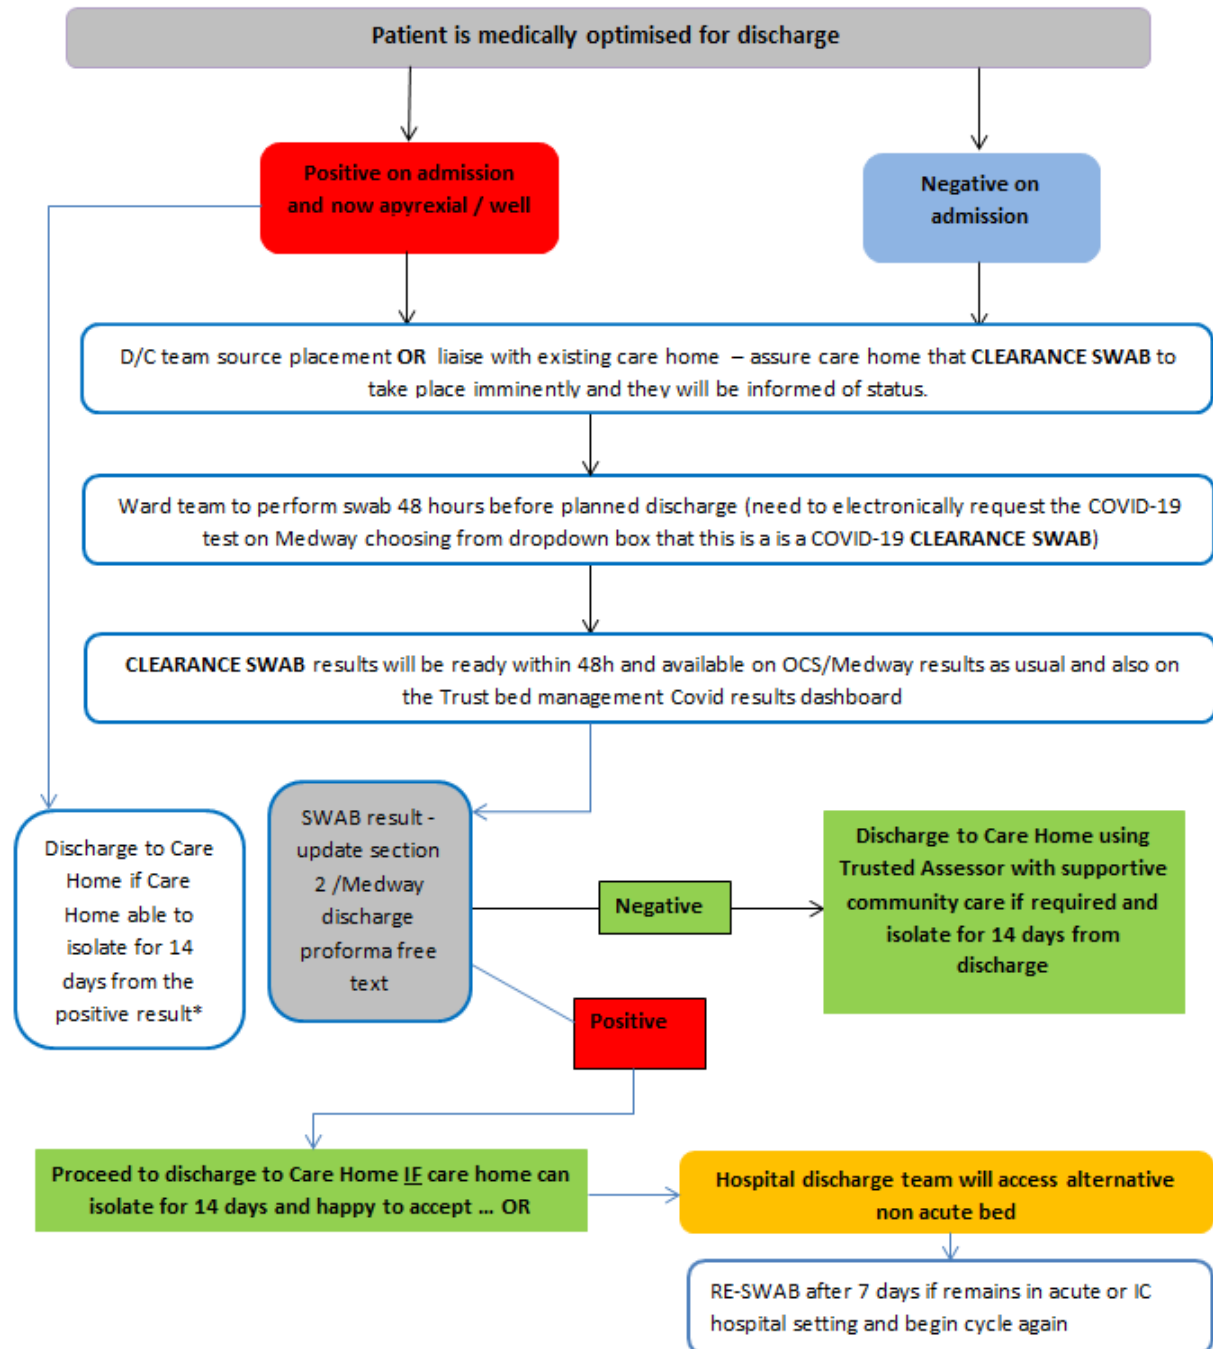 Patient is medically optimised for discharge
Positive on admission
and now apyrexial / well
Negative on
admission
D/C team source placement OR liaise with existing care home – assure care home that CLEARANCE SWAB to
take place imminently and they will be informed of status.
Ward team to perform swab 48 hours before planned discharge (need to electronically request the COVID-19
test on Medway choosing from dropdown box that this is a is a COVID-19 CLEARANCE SWAB)
CLEARANCE SWAB results will be ready within 48h and available on OCS/Medway results as usual and also on
the Trust bed management Covid results dashboard
Discharge to Care
Home if Care
Home able to
isolate for 14
days from the
positive result*
SWAB result -
update section
2 /Medway
discharge
proforma free
text
Negative
Discharge to Care Home using
Trusted Assessor with supportive
community care if required and
isolate for 14 days from
discharge
Positive
Proceed to discharge to Care Home IF care home can
isolate for 14 days and happy to accept ... OR
Hospital discharge team will access alternative
non acute bed
RE-SWAB after 7 days if remains in acute or IC
hospital setting and begin cycle again